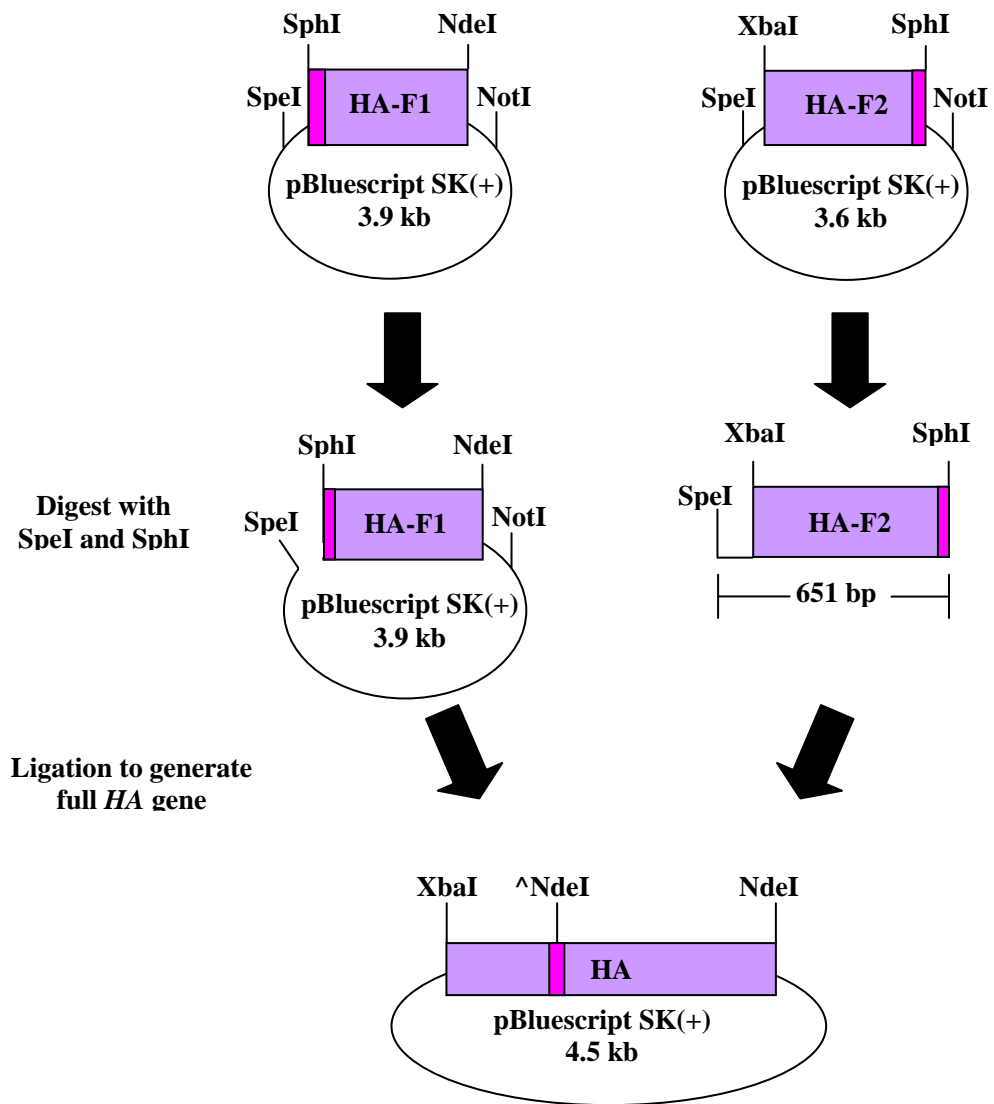 SphI NdeI
SpeI HA-F1 NotI
pBluescript SK(+)
3.9 kb
XbaI SphI
SpeI HA-F2 NotI
pBluescript SK(+)
3.6 kb
Digest with
SpeI and SphI
SphI NdeI
SpeI HA-F1 NotI
pBluescript SK(+)
3.9 kb
XbaI SphI
SpeI
HA-F2
651 bp
Ligation to generate
full HA gene
XbaI ^NdeI NdeI
HA
pBluescript SK(+)
4.5 kb